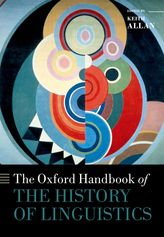 EDITED BY
KEITH
ALLAN
The Oxford Handbook of
THE HISTORY OF LINGUISTICS